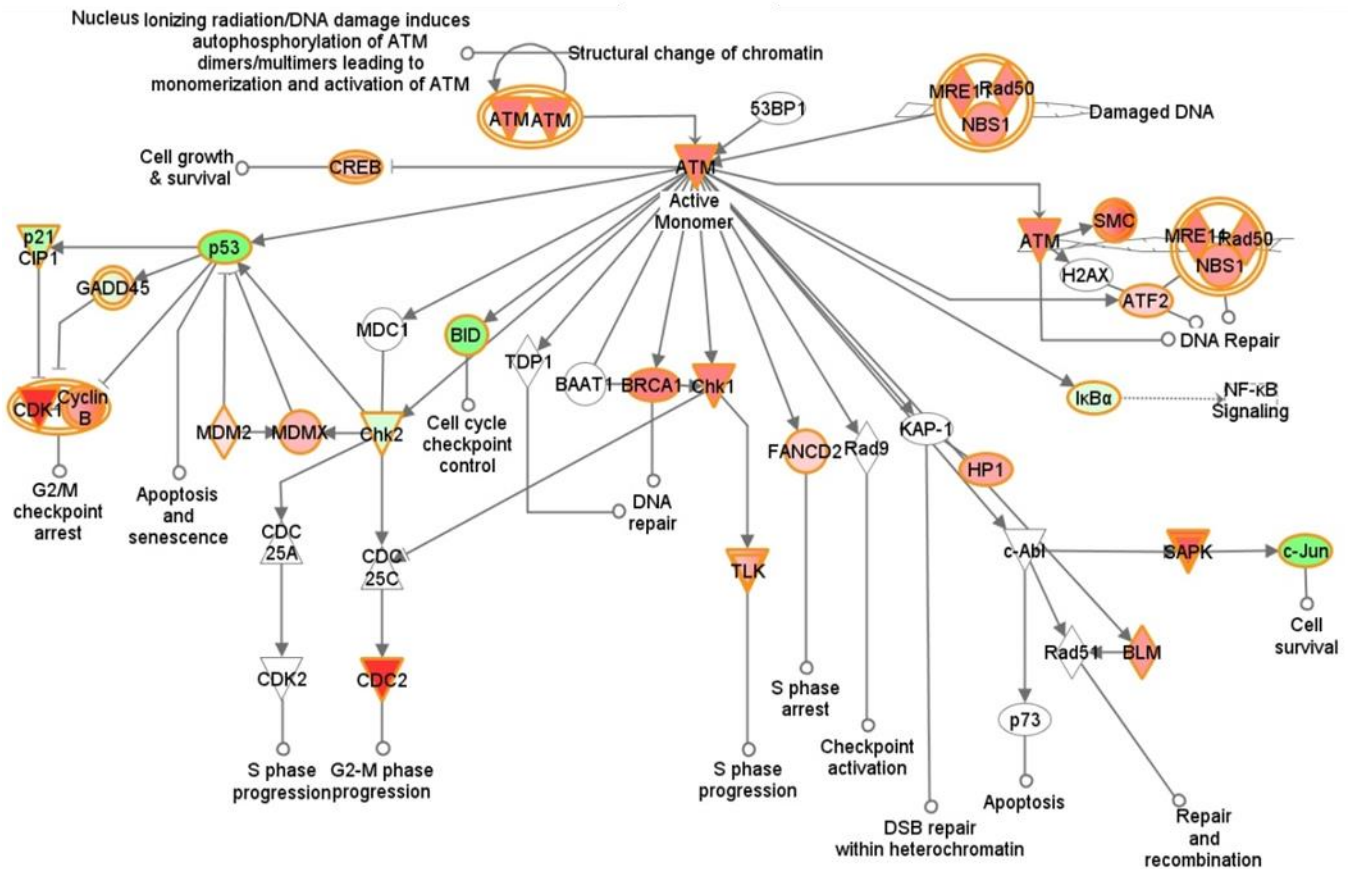 Nucleus Ionizing radiation/DNA damage induces
autophosphorylation of ATM
dimers/multimers leading to
monomerization and activation of ATM
Structural change of chromatin
ATM ATM
53BP1
MRE11 Rad50
NBS1
Damaged DNA
Cell growth
& survival
CREB
ATM
Active
Monomer
p21
CIP1
p53
GADD45
ATM
SMC
MRE11 Rad50
NBS1
H2AX
ATF2
DNA Repair
MDC1
BID
TDP1
BAAT1
BRCA1
Chk1
IκBα
NF-κB
Signaling
CDK1
Cyclin
B
MDM2
MDMX
Chk2
Cell cycle
checkpoint
control
FANCD2
Rad9
KAP-1
HP1
G2/M
checkpoint
arrest
Apoptosis
and
senescence
DNA
repair
CDC
25A
CDC
25C
TLK
c-Abl
SAPK
c-Jun
Cell
survival
CDK2
CDC2
Rad51
BLM
S phase
arrest
p73
S phase
progression
G2-M phase
progression
S phase
progression
Checkpoint
activation
DSB repair
within heterochromatin
Apoptosis
Repair
and
recombination